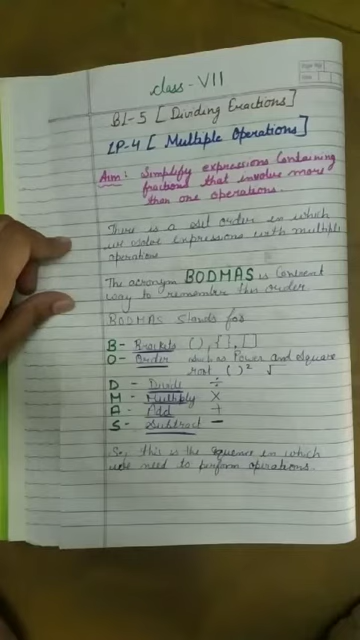 Class - VII
BL-5 [ Dividing Fractions ]
LP-4 [ Multiple Operations ]
Aim: Simplify expressions containing
fractions that involve more
than one operations.
There is a set order in which
we solve expressions with multiple
operations
The acronym BODMAS is
way to remember this order
BODMAS stands for
B - Brackets ( ), { }, [ ]
O - Order such as Power and square
root ( )² √
D - Divide ÷
M - Multiply ×
A - Add +
S - Subtract -
So, this is the sequence in which
we need to perform operations.